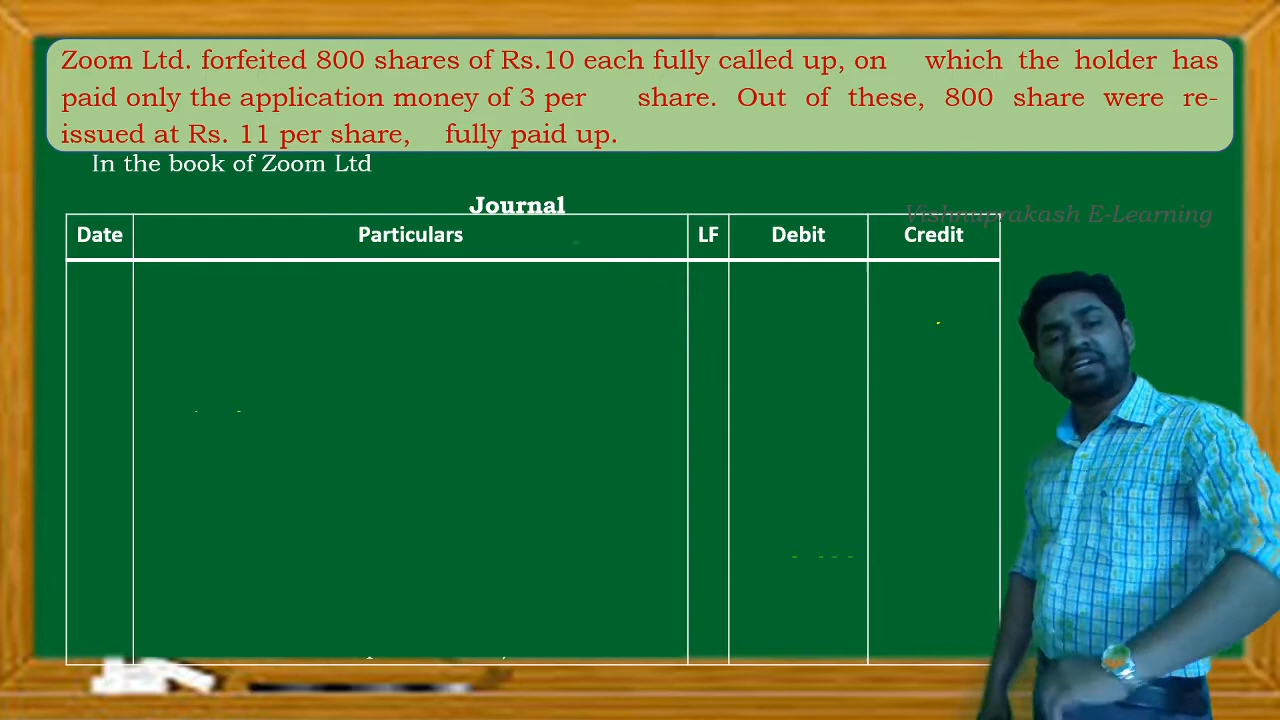 Zoom Ltd. forfeited 800 shares of Rs.10 each fully called up, on which the holder has
paid only the application money of 3 per share. Out of these, 800 share were re-
issued at Rs. 11 per share, fully paid up.
In the book of Zoom Ltd
Journal
Vishnuprakash E-Learning
Date Particulars LF Debit Credit